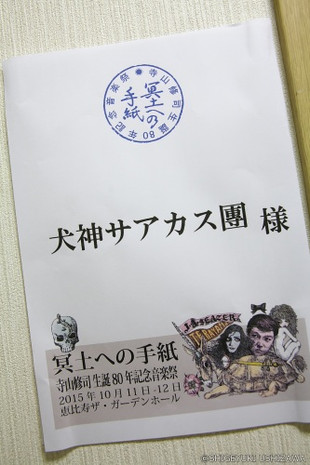 寺山修司生誕80年記念音楽祭
冥土への
手紙
犬神サアカス團 様
冥土への手紙
寺山修司 生誕80年記念音楽祭
2015年10月11日-12日
恵比寿ザ・ガーデンホール
©SHIGEYUKI USHIZAWA